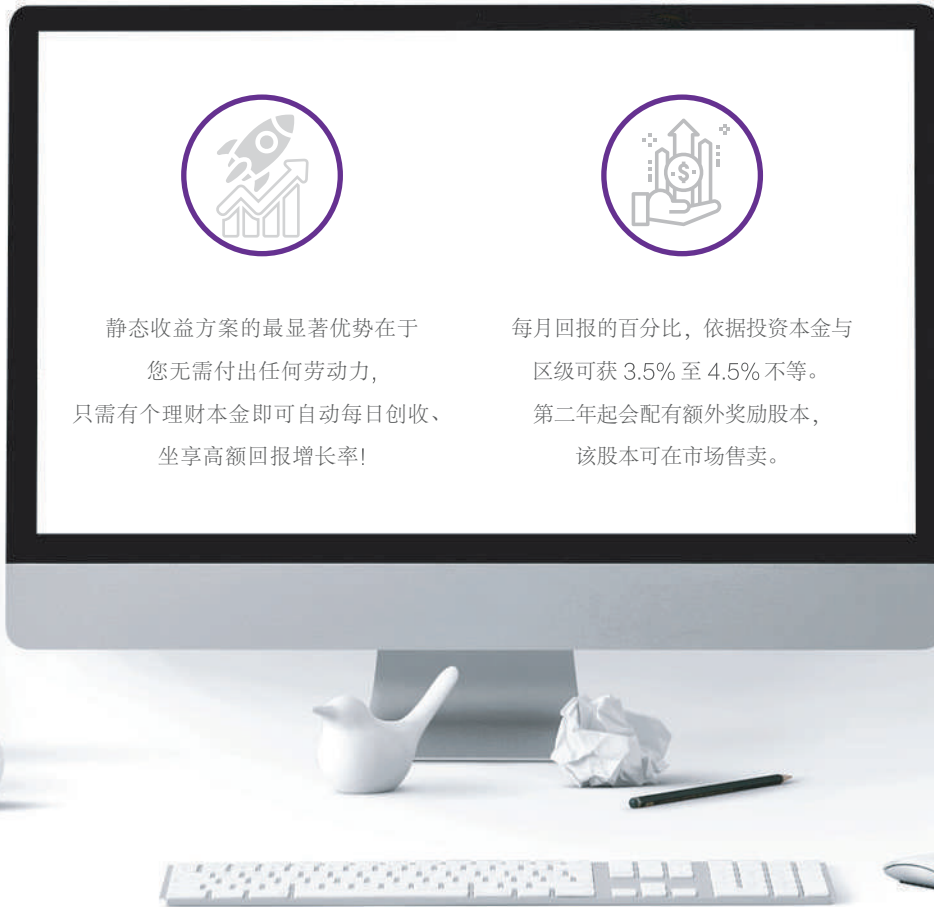 静态收益方案的最显著优势在于
您无需付出任何劳动力，
只需有个理财本金即可自动每日创收、
坐享高额回报增长率!
每月回报的百分比，依据投资本金与
区级可获 3.5% 至 4.5% 不等。
第二年起会配有额外奖励股本，
该股本可在市场售卖。